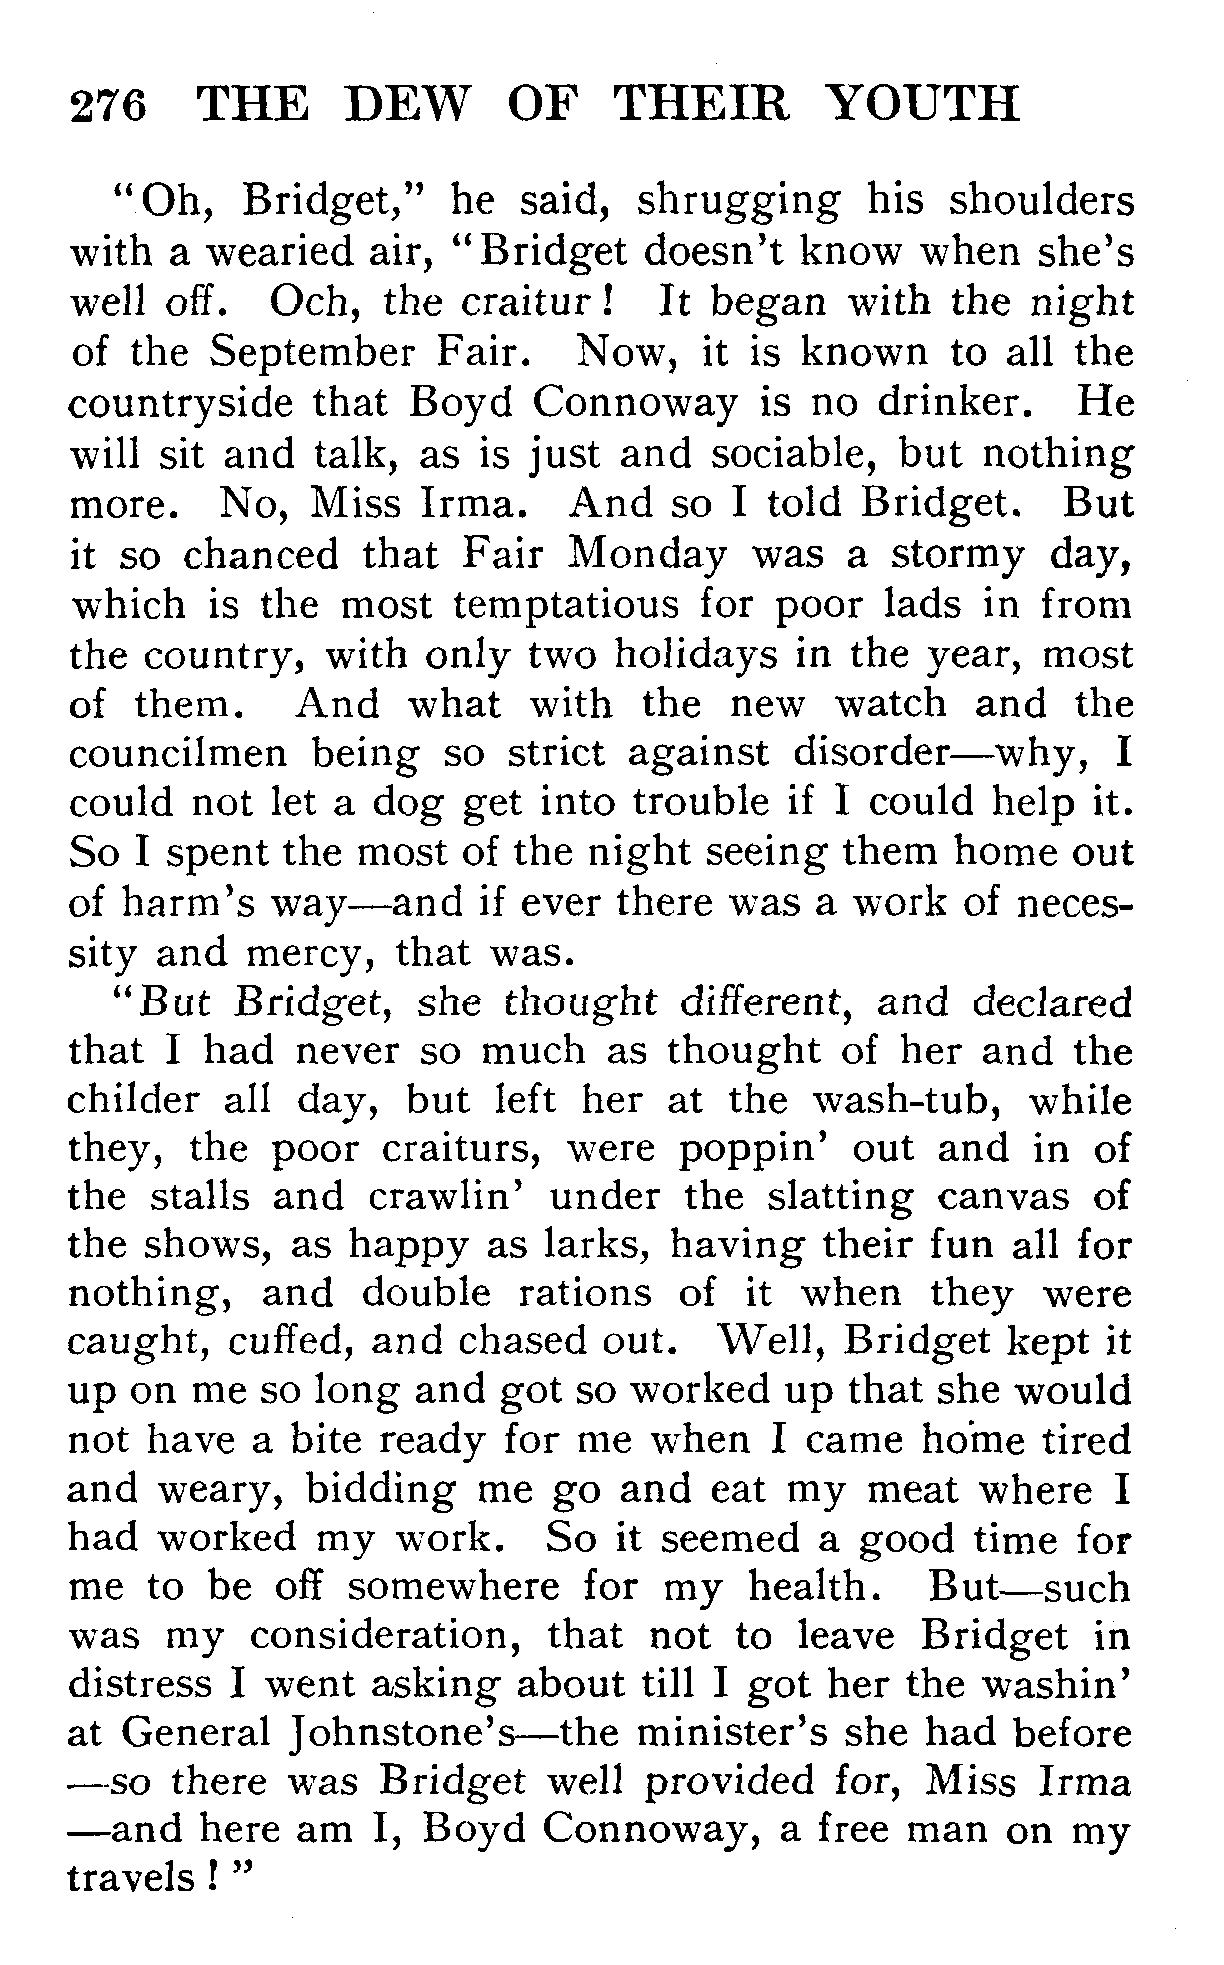 276 THE DEW OF THEIR YOUTH
“Oh, Bridget,” he said, shrugging his shoulders
with a wearied air, “Bridget doesn’t know when she’s
well off. Och, the craitur! It began with the night
of the September Fair. Now, it is known to all the
countryside that Boyd Connoway is no drinker. He
will sit and talk, as is just and sociable, but nothing
more. No, Miss Irma. And so I told Bridget. But
it so chanced that Fair Monday was a stormy day,
which is the most temptatious for poor lads in from
the country, with only two holidays in the year, most
of them. And what with the new watch and the
councilmen being so strict against disorder—why, I
could not let a dog get into trouble if I could help it.
So I spent the most of the night seeing them home out
of harm’s way—and if ever there was a work of neces-
sity and mercy, that was.
“But Bridget, she thought different, and declared
that I had never so much as thought of her and the
childer all day, but left her at the wash-tub, while
they, the poor craiturs, were poppin’ out and in of
the stalls and crawlin’ under the slatting canvas of
the shows, as happy as larks, having their fun all for
nothing, and double rations of it when they were
caught, cuffed, and chased out. Well, Bridget kept it
up on me so long and got so worked up that she would
not have a bite ready for me when I came home tired
and weary, bidding me go and eat my meat where I
had worked my work. So it seemed a good time for
me to be off somewhere for my health. But—such
was my consideration, that not to leave Bridget in
distress I went asking about till I got her the washin’
at General Johnstone’s—the minister’s she had before
—so there was Bridget well provided for, Miss Irma
—and here am I, Boyd Connoway, a free man on my
travels!”